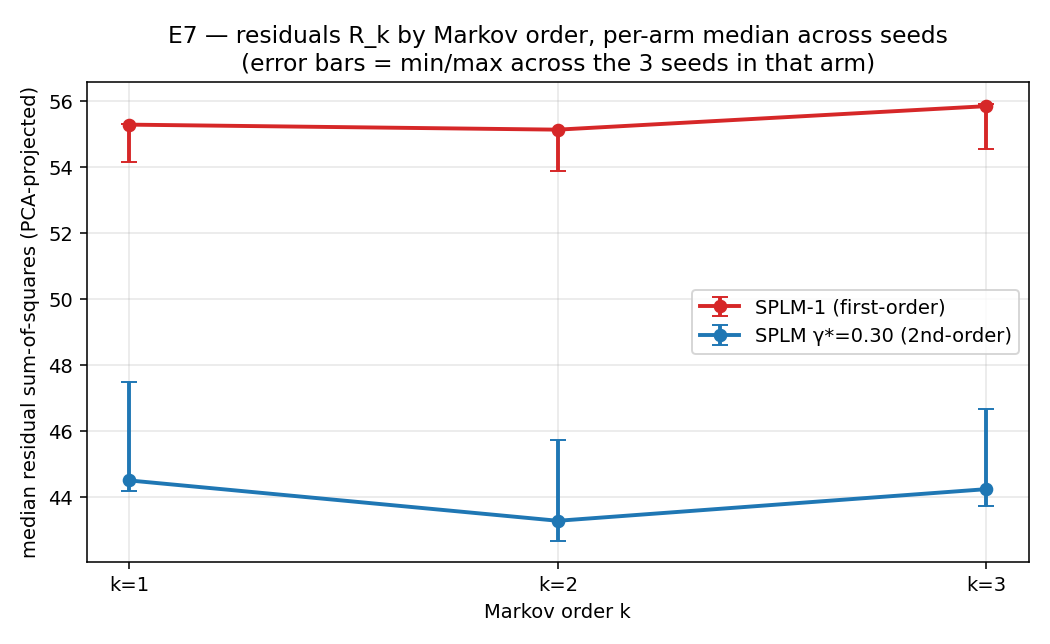 E7 — residuals R_k by Markov order, per-arm median across seeds
(error bars = min/max across the 3 seeds in that arm)
median residual sum-of-squares (PCA-projected)
56
54
52
50
48
46
44
SPLM-1 (first-order)
SPLM γ*=0.30 (2nd-order)
k=1
k=2
k=3
Markov order k